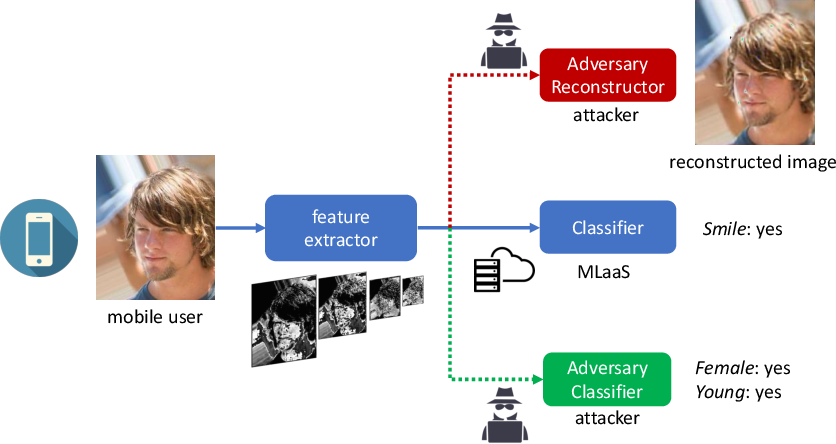 Adversary
Reconstructor
attacker
reconstructed image
feature
extractor
Classifier
Smile: yes
MLaaS
mobile user
Adversary
Classifier
Female: yes
Young: yes
attacker